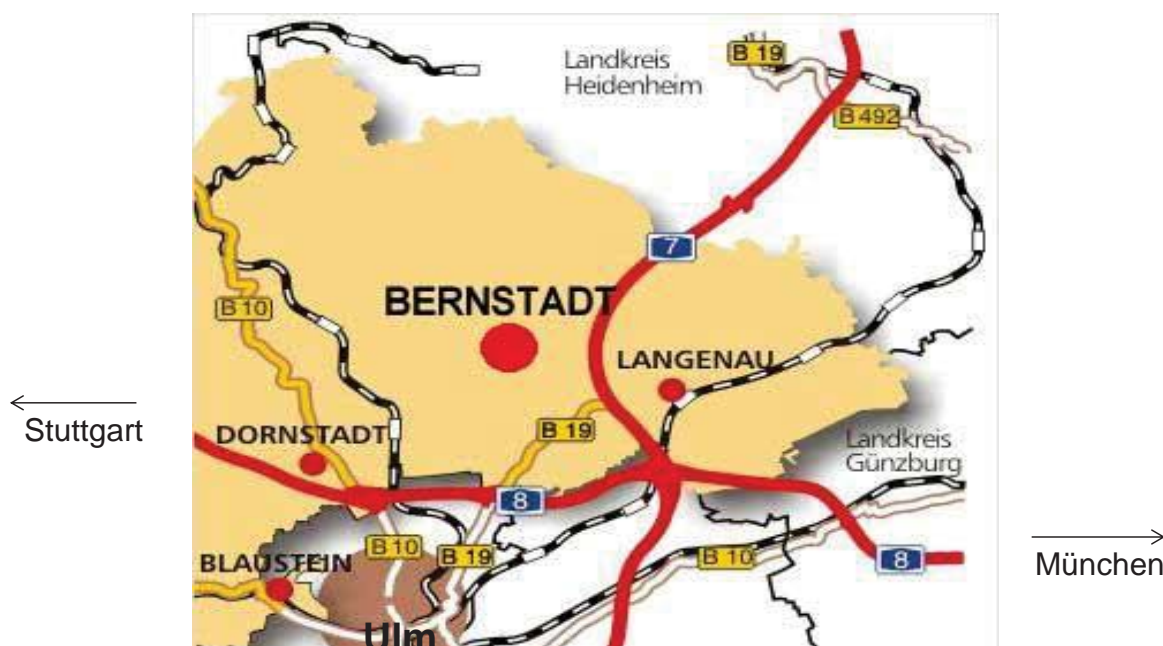 B 19
Landkreis
Heidenheim
B 492
7
BERNSTADT
B 10
LANGENAU
Stuttgart
DORNSTADT
B 19
Landkreis
Günzburg
8
B 10
B 19
B 10
8
BLAUSTEIN
München
Ulm